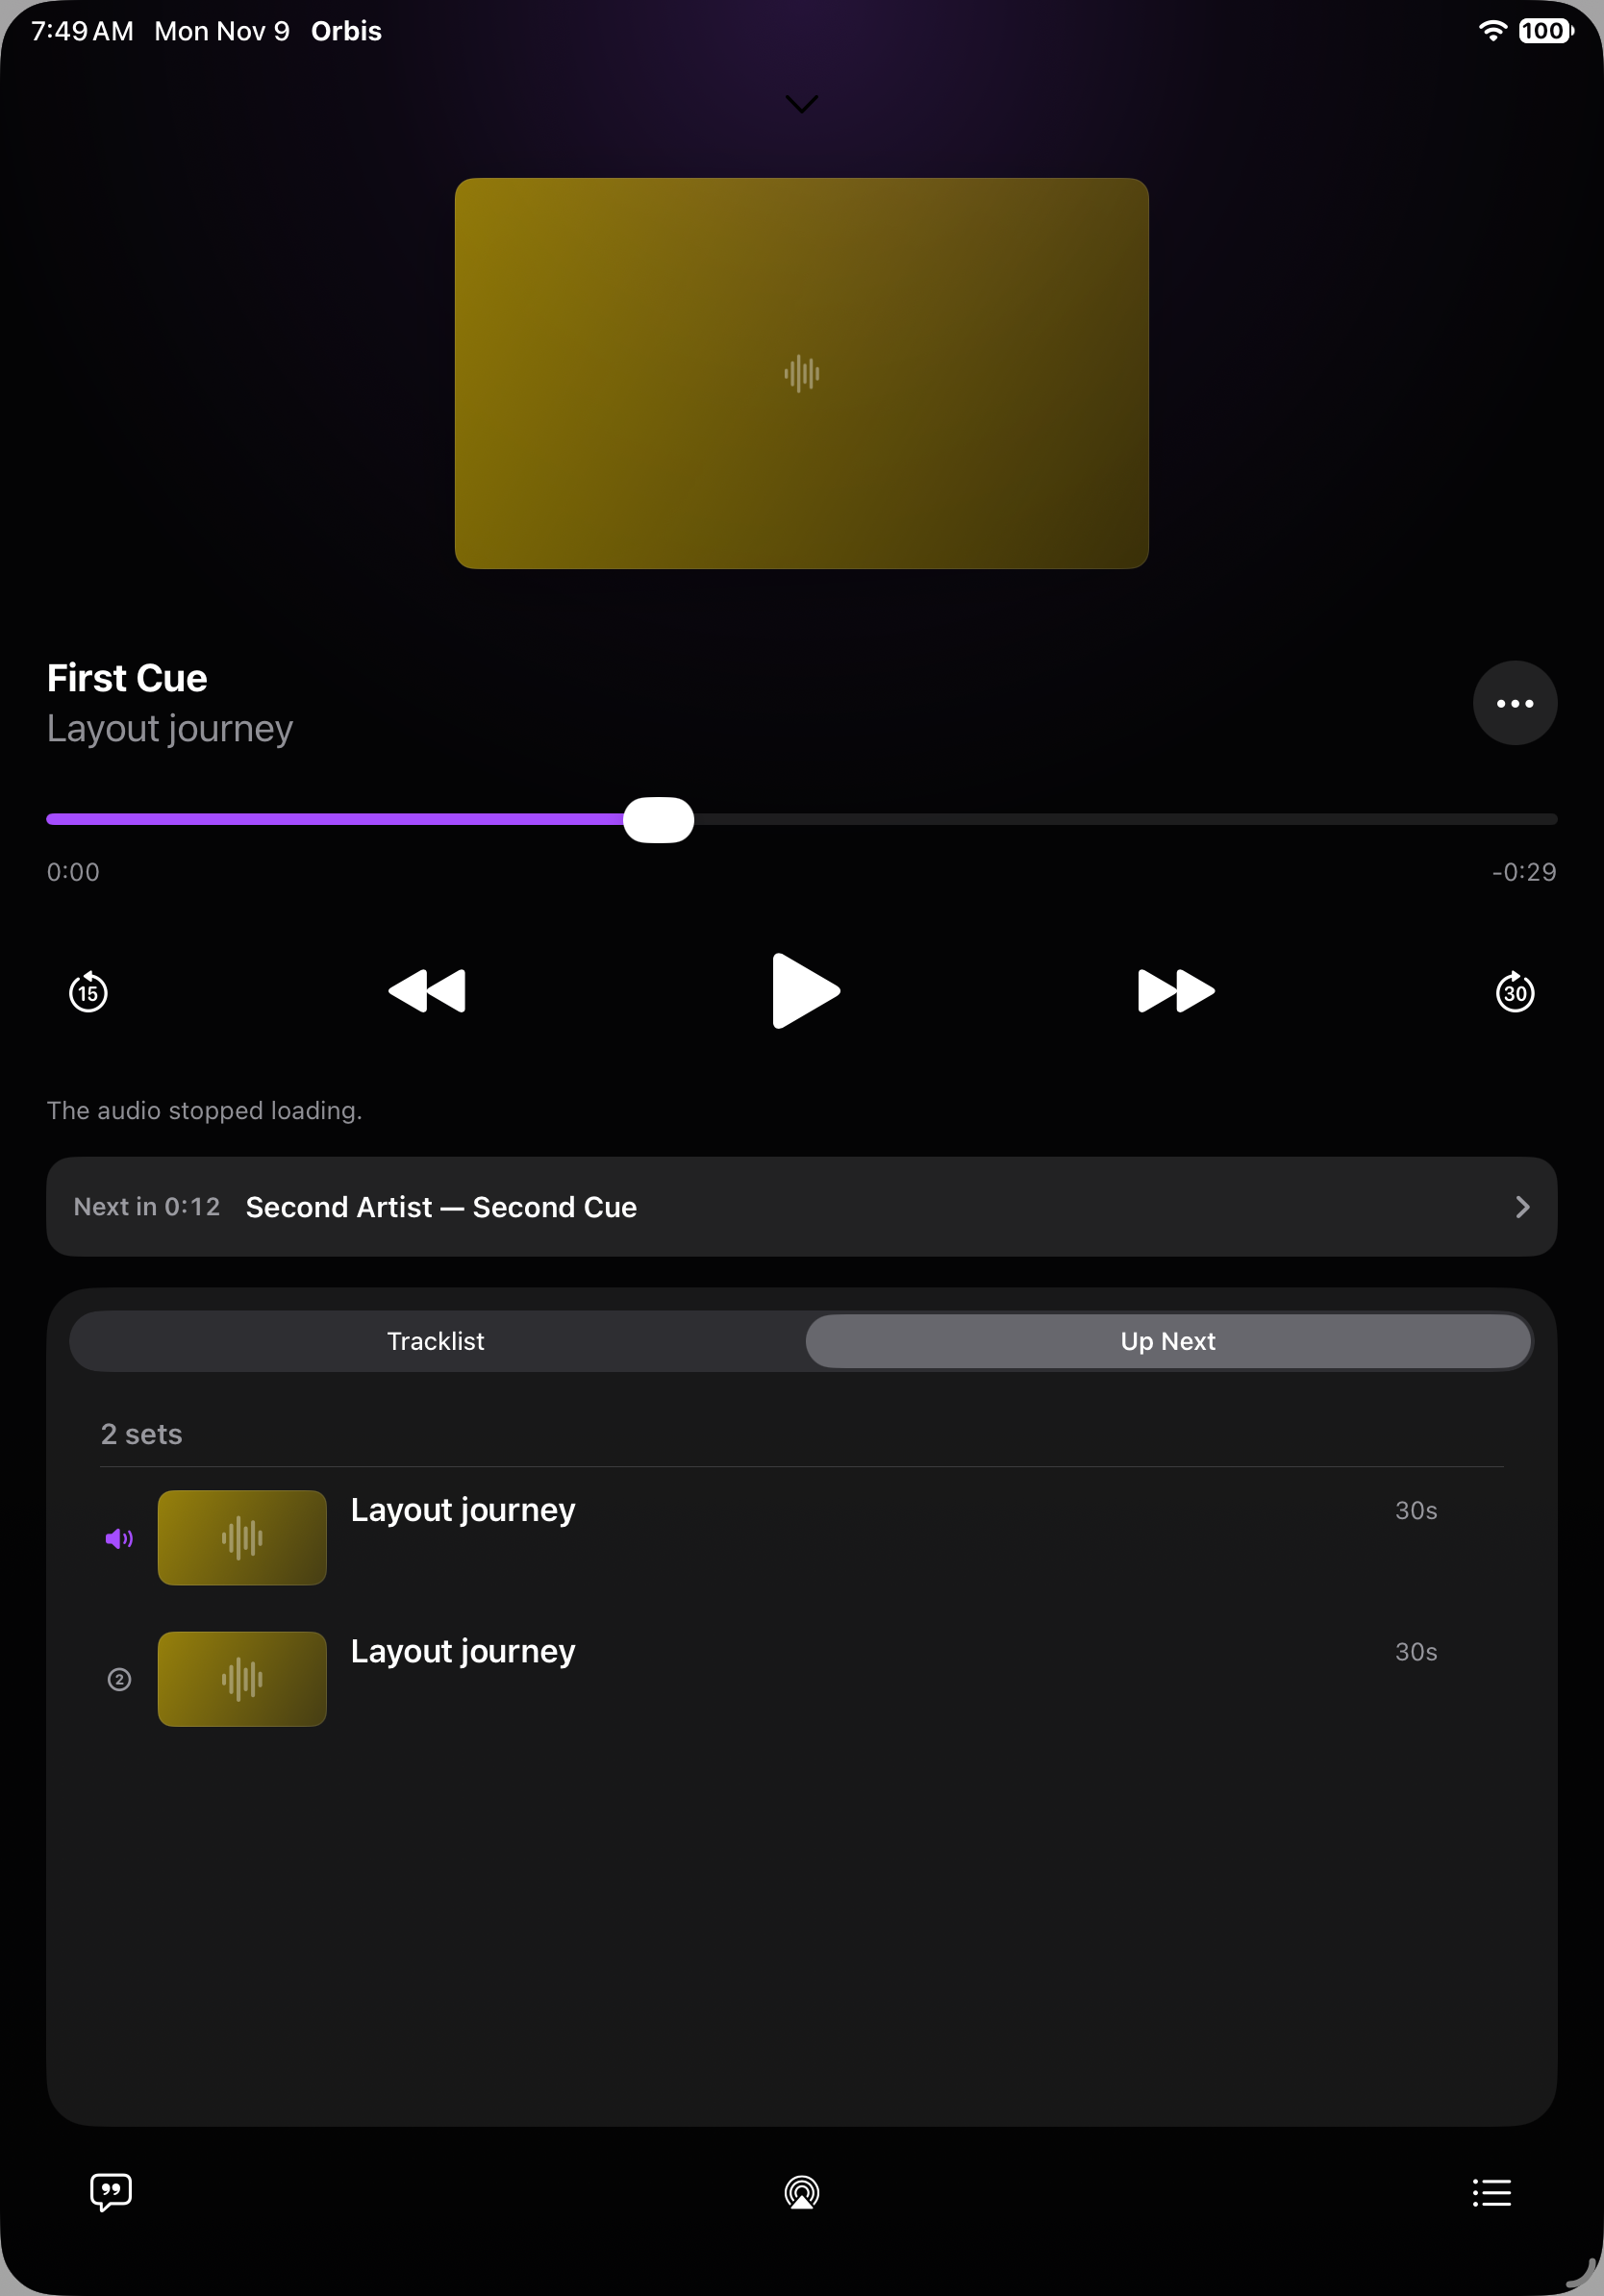 7:49 AM Mon Nov 9 Orbis
100
First Cue
Layout journey
0:00
-0:29
15
30
The audio stopped loading.
Next in 0:12 Second Artist — Second Cue
Tracklist
Up Next
2 sets
Layout journey
30s
2
Layout journey
30s